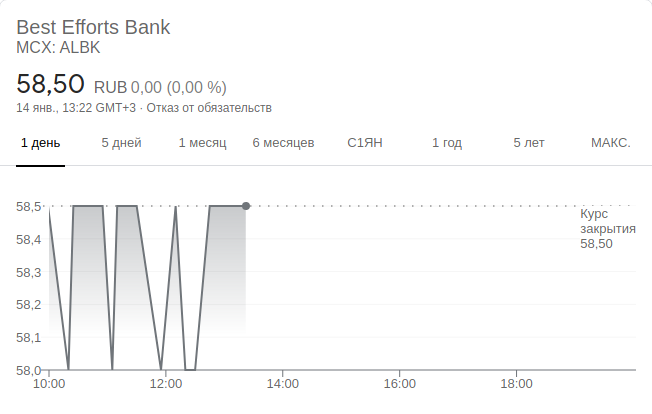 Best Efforts Bank
MCX: ALBK
58,50 RUB 0,00 (0,00 %)
14 янв., 13:22 GMT+3 · Отказ от обязательств
1 день 5 дней 1 месяц 6 месяцев С1ЯН 1 год 5 лет МАКС.
58,5
Курс
закрытия
58,50
58,4
58,3
58,2
58,1
58,0
10:00 12:00 14:00 16:00 18:00